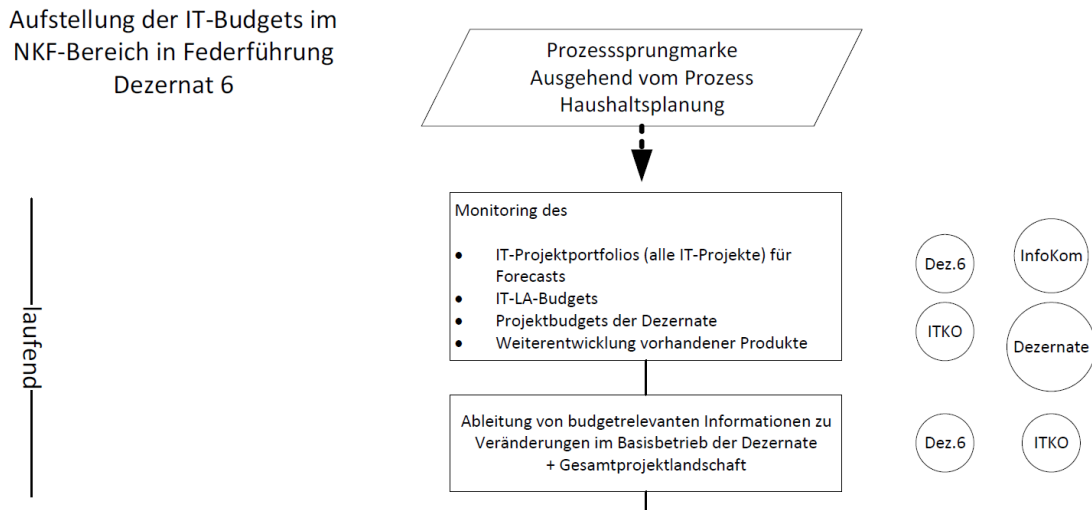 Aufstellung der IT-Budgets im
NKF-Bereich in Federführung
Dezernat 6
Prozesssprungmarke
Ausgehend vom Prozess
Haushaltsplanung
laufend
Monitoring des
• IT-Projektportfolios (alle IT-Projekte) für
Forecasts
• IT-LA-Budgets
• Projektbudgets der Dezernate
• Weiterentwicklung vorhandener Produkte
Dez.6
InfoKom
ITKO
Dezernate
Ableitung von budgetrelevanten Informationen zu
Veränderungen im Basisbetrieb der Dezernate
+ Gesamtprojektlandschaft
Dez.6
ITKO